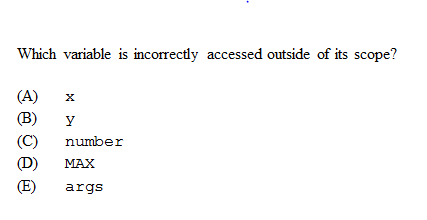 Which variable is incorrectly accessed outside of its scope?
(A) x
(B) y
(C) number
(D) MAX
(E) args